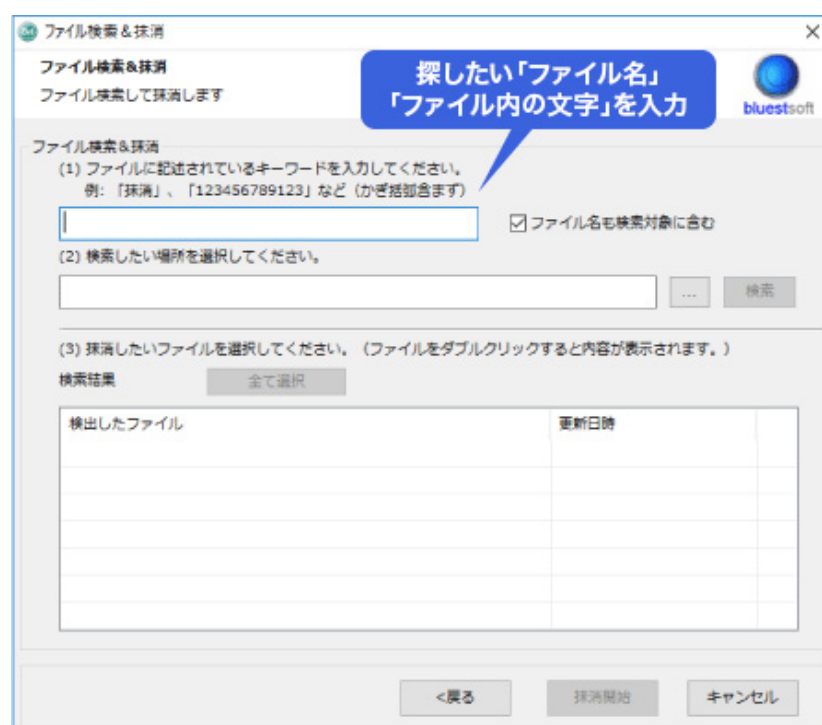 ファイル検索＆抹消
ファイル検索&抹消
ファイル検索して抹消します
探したい「ファイル名」
「ファイル内の文字」を入力
bluestsoft
ファイル検索&抹消
(1) ファイルに記述されているキーワードを入力してください。
例: 「抹消」、「123456789123」など（かぎ括弧含まず）
ファイル名も検索対象に含む
(2) 検索したい場所を選択してください。
...
検索
(3) 抹消したいファイルを選択してください。（ファイルをダブルクリックすると内容が表示されます。）
検索結果
全て選択
検出したファイル
更新日時
<戻る
抹消開始
キャンセル